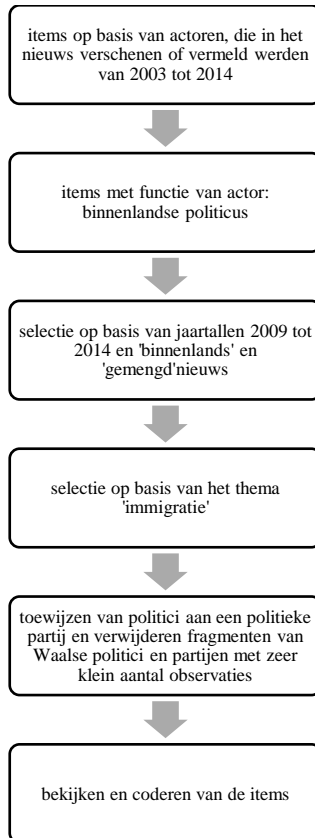 items op basis van actoren, die in het
nieuws verschenen of vermeld werden
van 2003 tot 2014
items met functie van actor:
binnenlandse politicus
selectie op basis van jaartallen 2009 tot
2014 en 'binnenlands' en
'gemengd'nieuws
selectie op basis van het thema
'immigratie'
toewijzen van politici aan een politieke
partij en verwijderen fragmenten van
Waalse politici en partijen met zeer
klein aantal observaties
bekijken en coderen van de items